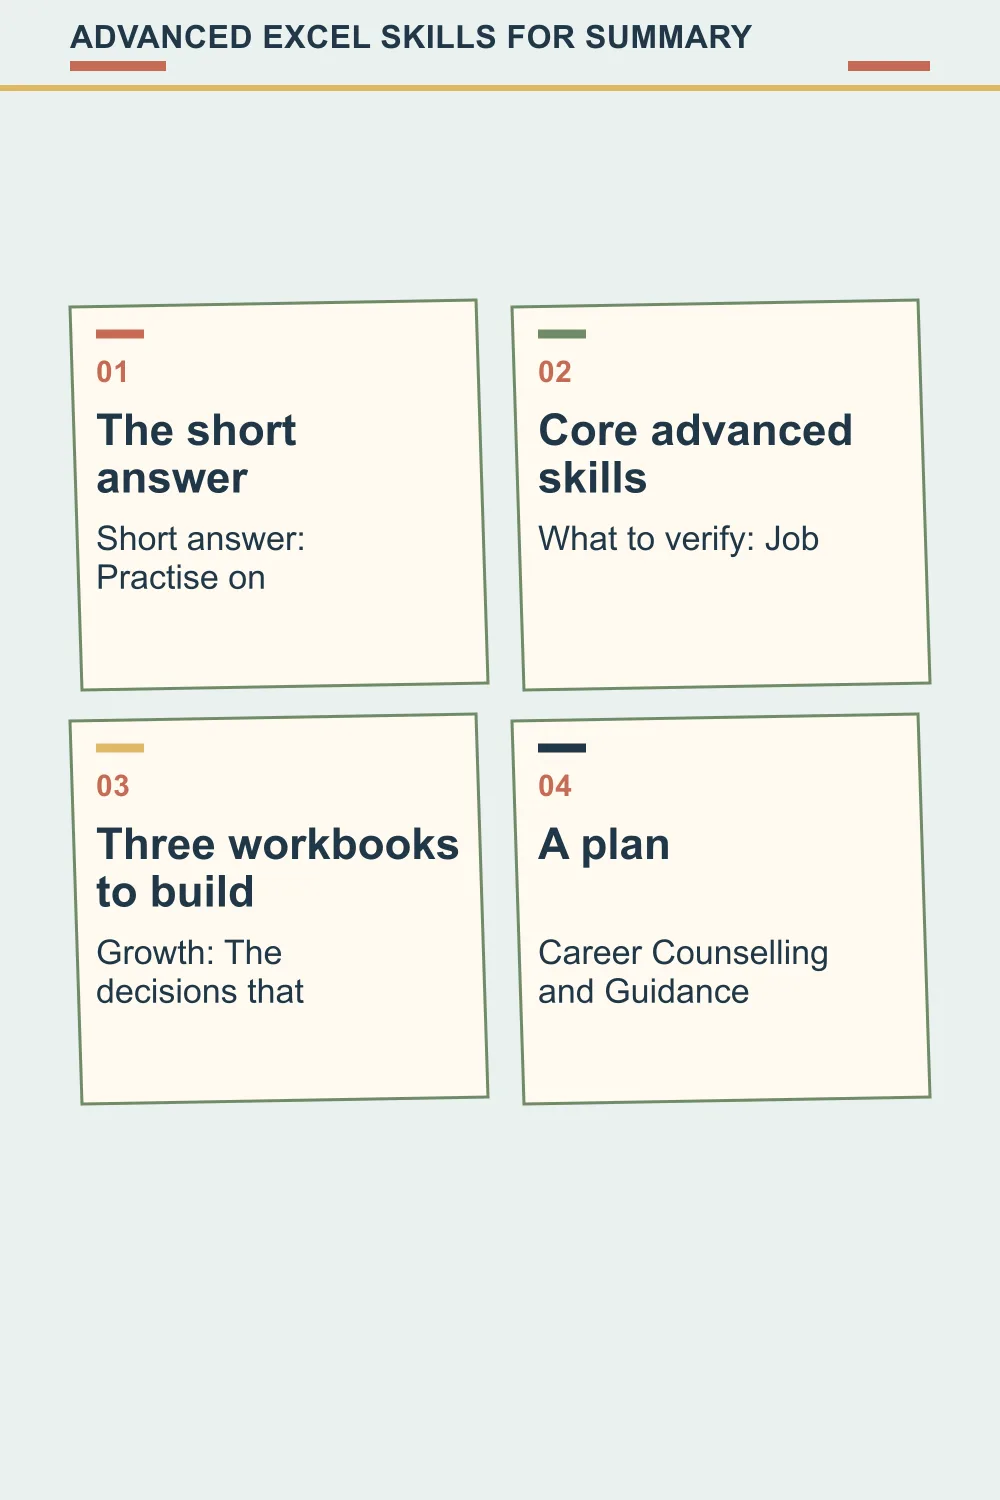 ADVANCED EXCEL SKILLS FOR SUMMARY
01
The short
answer
Short answer:
Practise on
02
Core advanced
skills
What to verify: Job
03
Three workbooks
to build
Growth: The
decisions that
04
A plan
Career Counselling
and Guidance